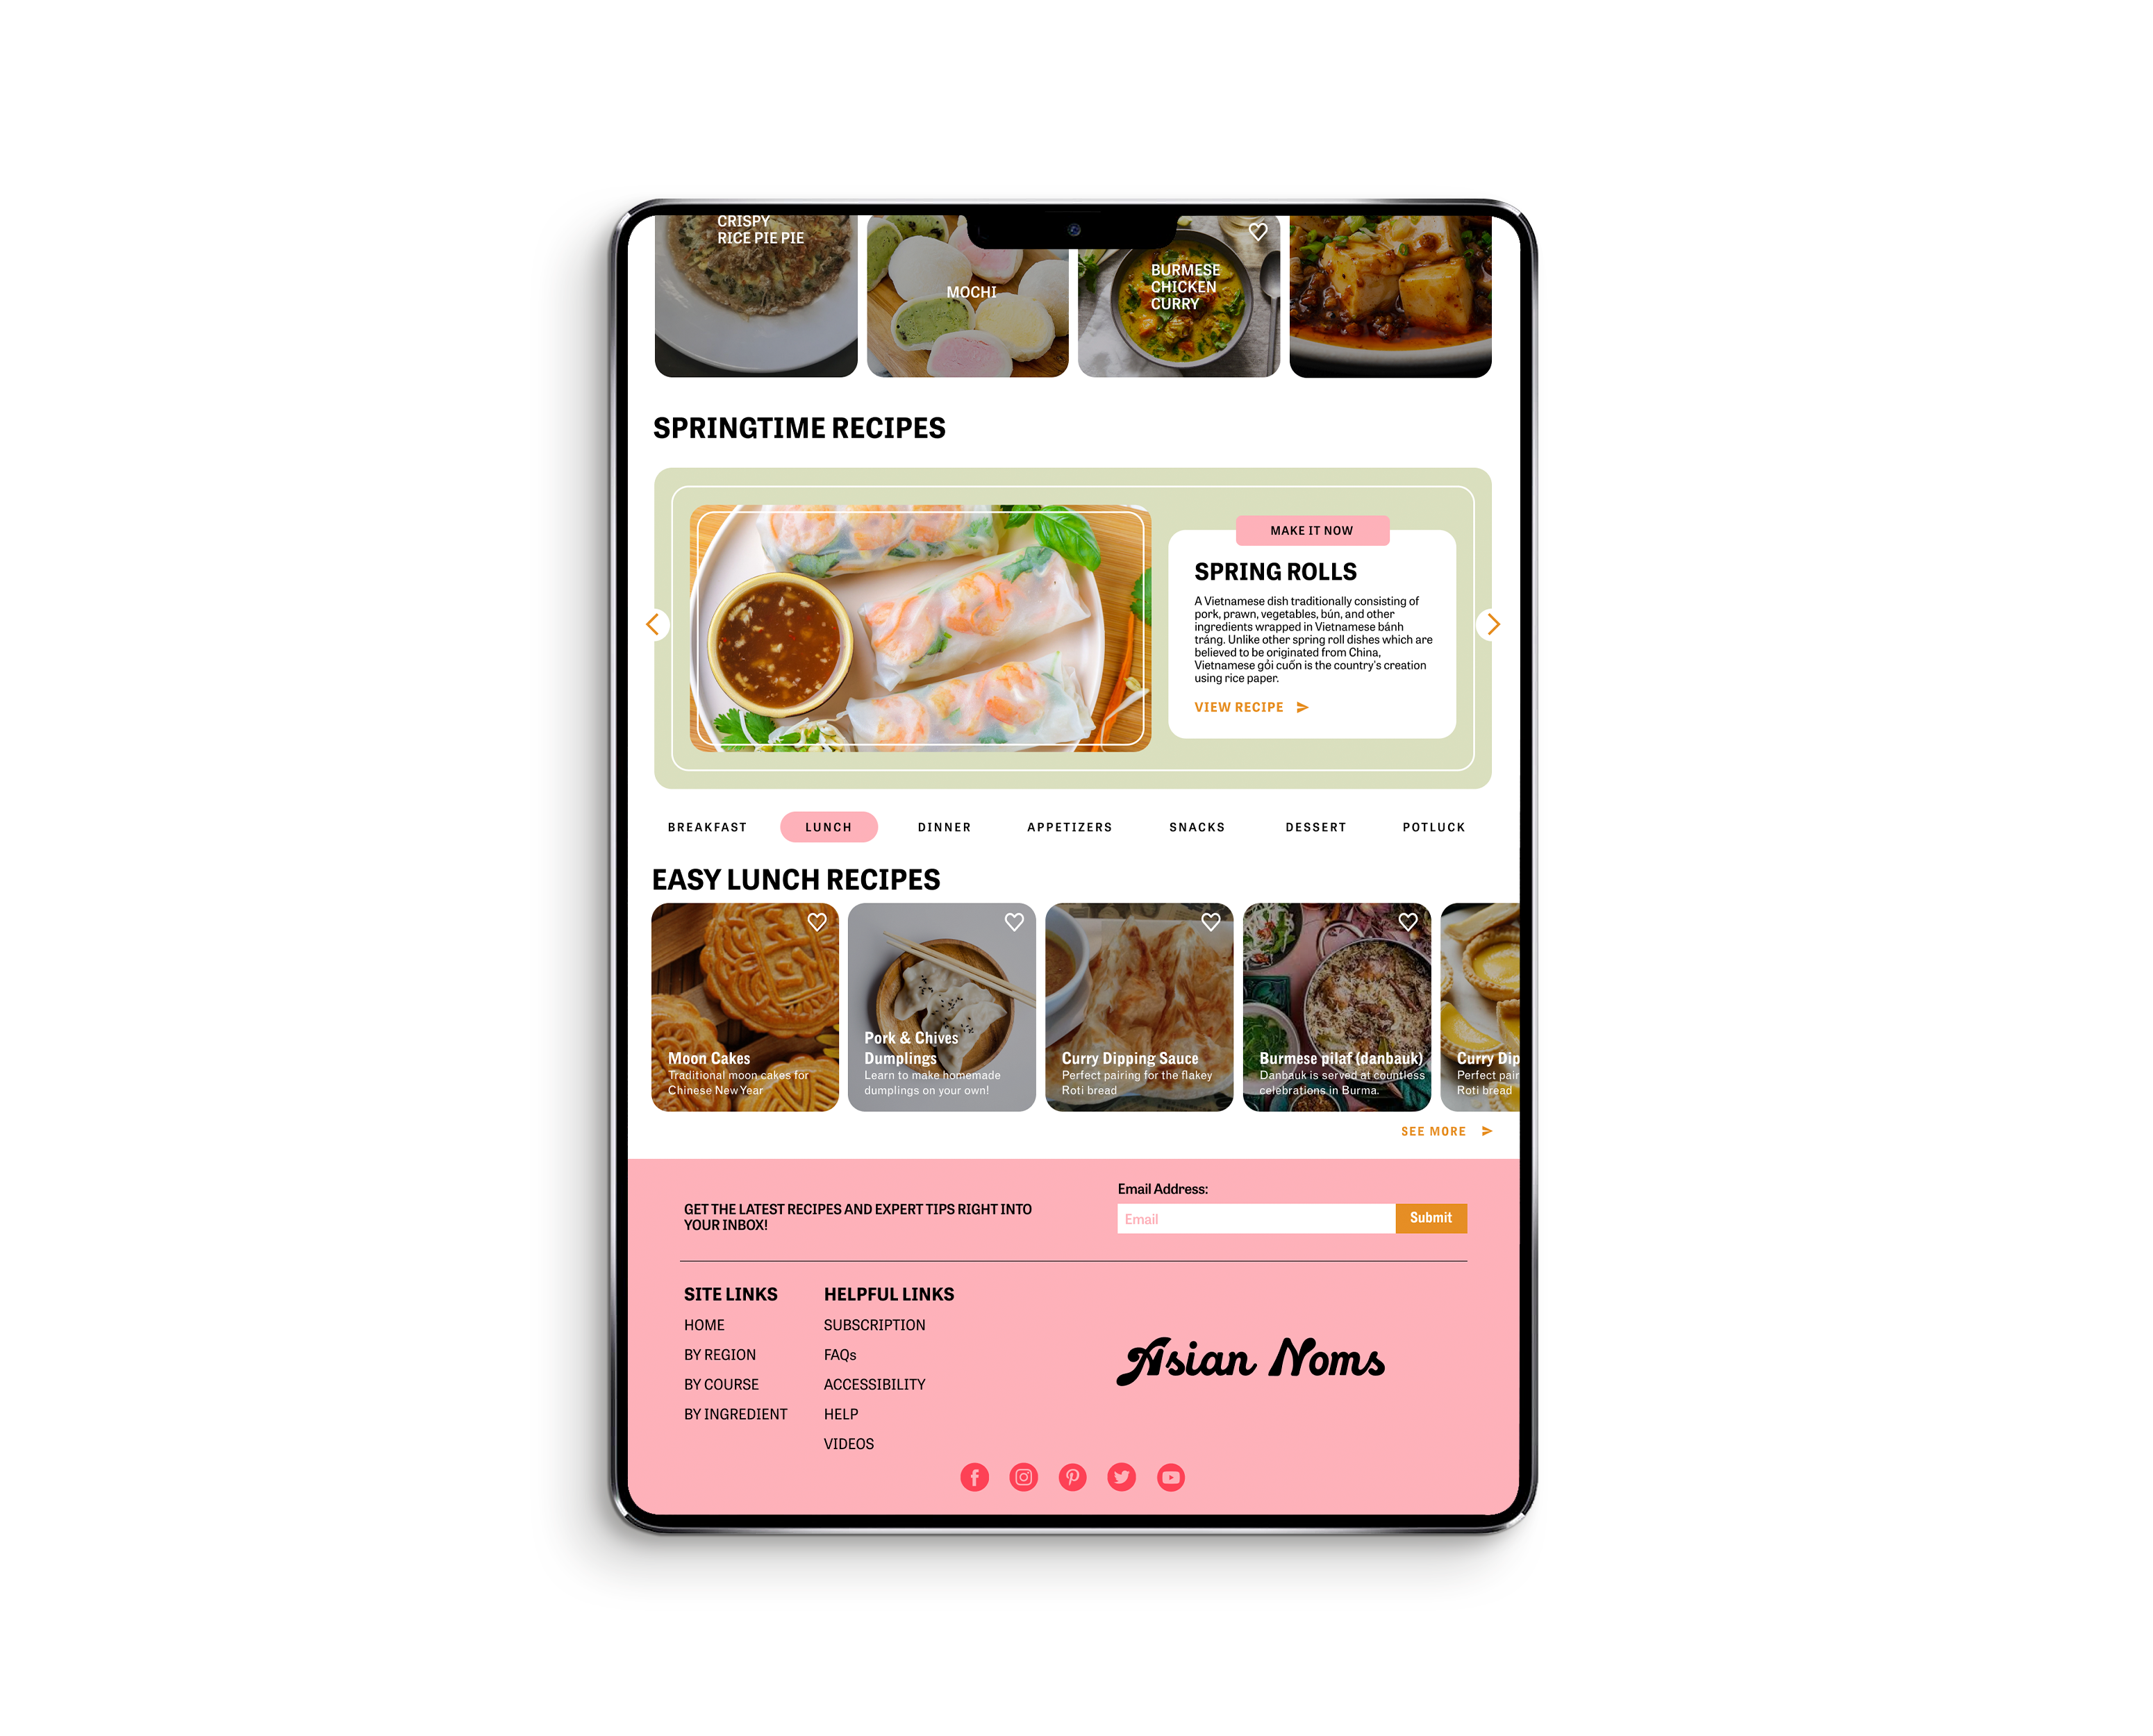 CRISPY
RICE PIE PIE
MOCHI
BURMESE
CHICKEN
CURRY
SPRINGTIME RECIPES
MAKE IT NOW
SPRING ROLLS
A Vietnamese dish traditionally consisting of
pork, prawn, vegetables, bún, and other
ingredients wrapped in Vietnamese bánh
tráng. Unlike other spring roll dishes which are
believed to be originated from China,
Vietnamese gỏi cuốn is the country's creation
using rice paper.
VIEW RECIPE
BREAKFAST LUNCH DINNER APPETIZERS SNACKS DESSERT POTLUCK
EASY LUNCH RECIPES
Moon Cakes
Traditional moon cakes for
Chinese New Year
Pork & Chives
Dumplings
Learn to make homemade
dumplings on your own!
Curry Dipping Sauce
Perfect pairing for the flakey
Roti bread
Burmese pilaf (danbauk)
Danbauk is served at countless
celebrations in Burma.
Curry Dip
Perfect pair
Roti bread
SEE MORE
GET THE LATEST RECIPES AND EXPERT TIPS RIGHT INTO
YOUR INBOX!
Email Address:
Email
Submit
SITE LINKS
HOME
BY REGION
BY COURSE
BY INGREDIENT
HELPFUL LINKS
SUBSCRIPTION
FAQs
ACCESSIBILITY
HELP
VIDEOS
Asian Noms